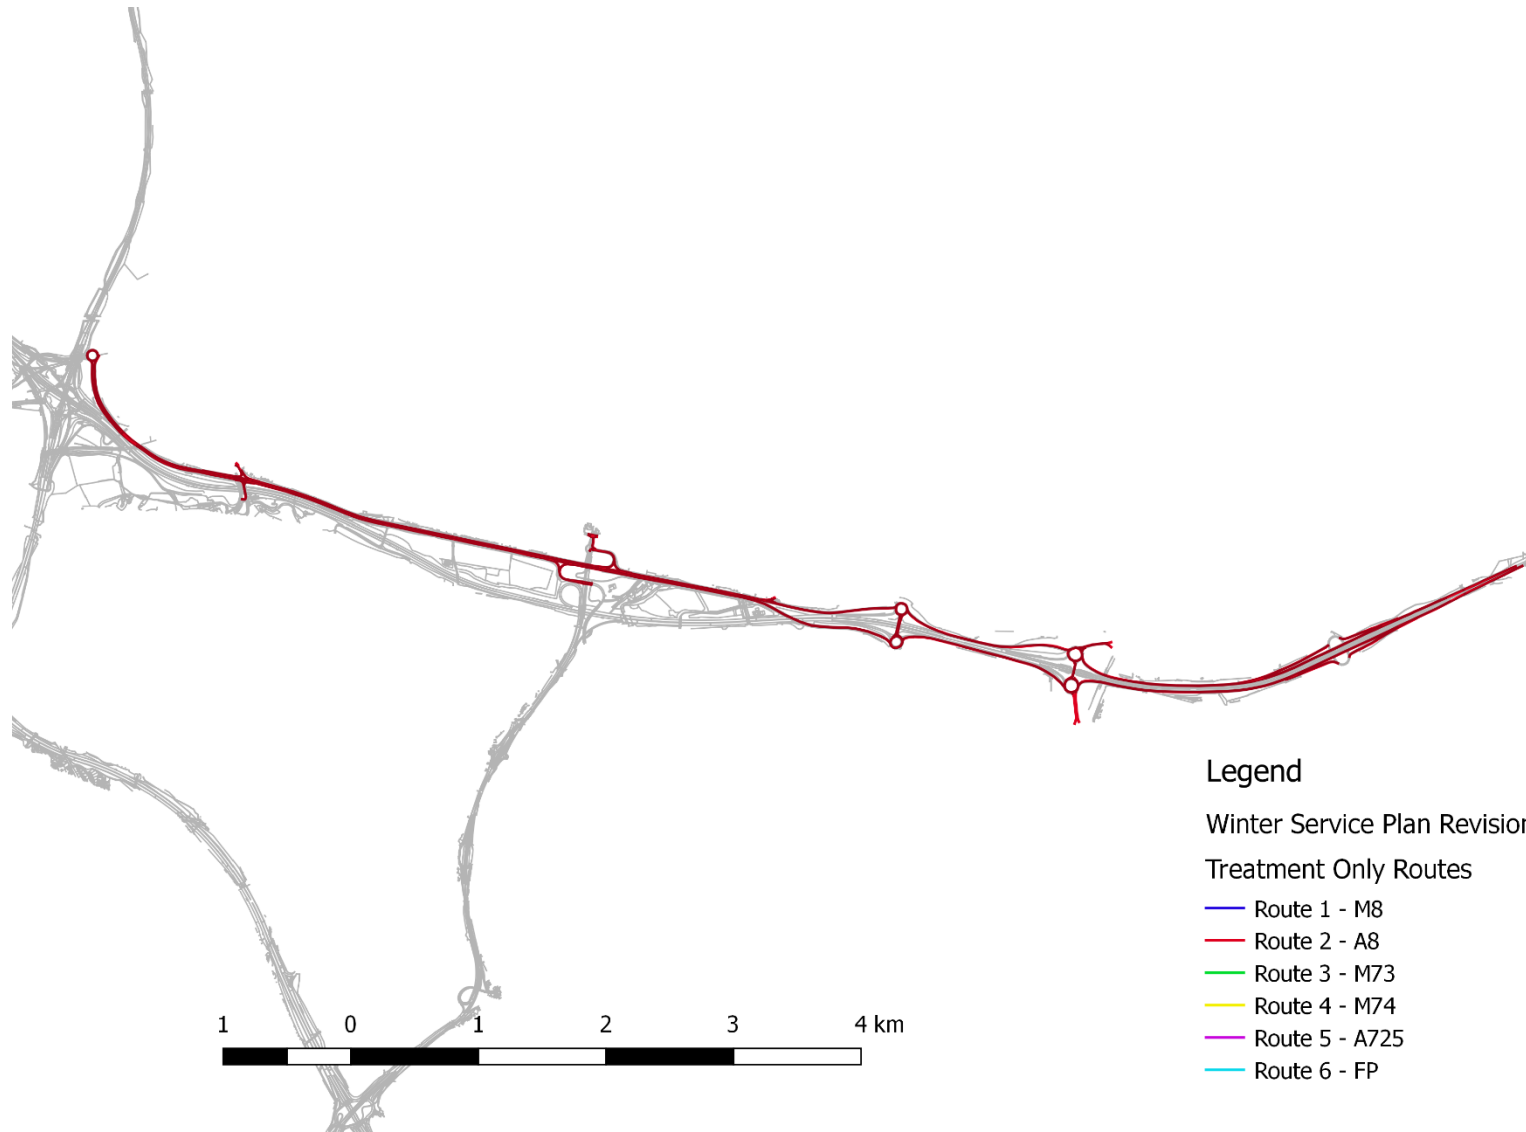 Legend
Winter Service Plan Revision
Treatment Only Routes
Route 1 - M8
Route 2 - A8
Route 3 - M73
Route 4 - M74
Route 5 - A725
Route 6 - FP
1 0 1 2 3 4 km